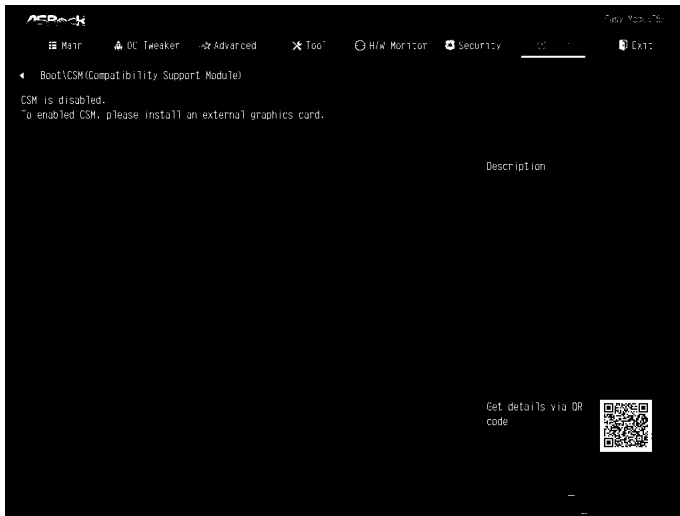 ASRock
Main OC Tweaker Advanced Tool H/W Monitor Security Exit
Boot\CSM(Compatibility Support Module)
CSM is disabled.
To enabled CSM, please install an external graphics card.
Description
Get details via QR
code